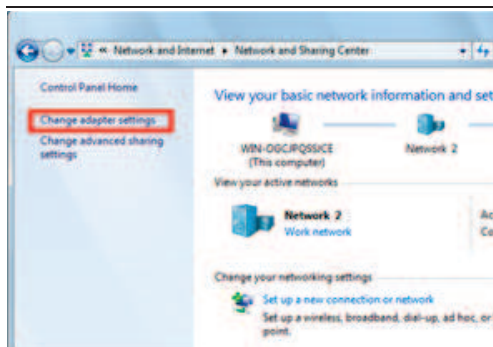 « Network and Internet ▸ Network and Sharing Center
Control Panel Home
Change adapter settings
Change advanced sharing
settings
View your basic network information and set
WIN-OGCJPQSSICE
(This computer)
Network 2
View your active networks
Network 2
Work network
Ac
Co
Change your networking settings
Set up a new connection or network
Set up a wireless, broadband, dial-up, ad hoc, or
point.